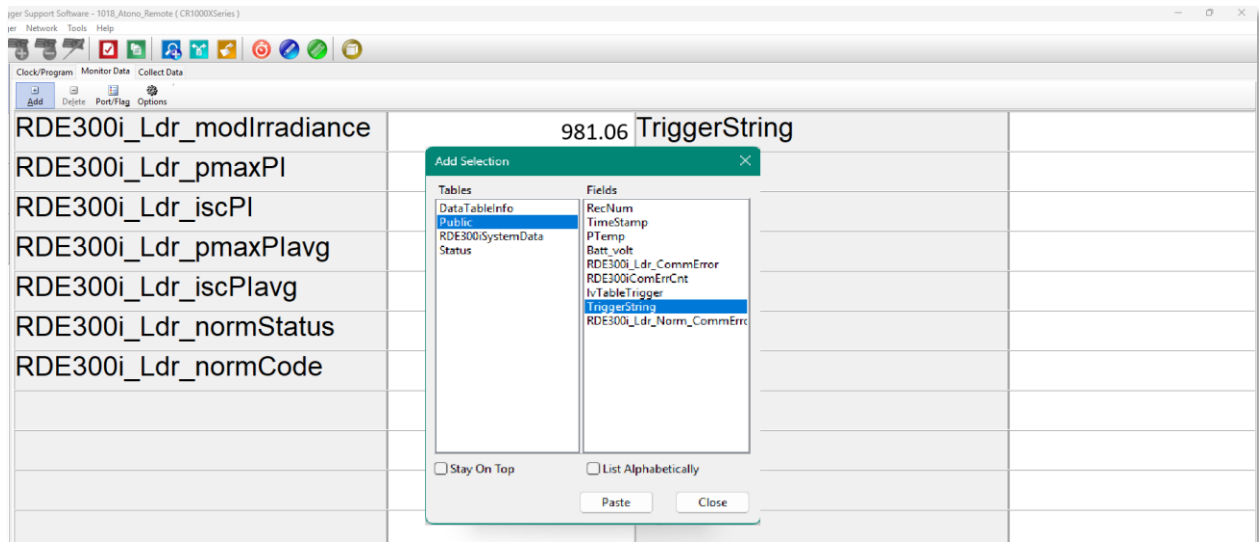 gger Support Software - 1018_Atono_Remote ( CR1000XSeries )
er Network Tools Help
Clock/Program Monitor Data Collect Data
Add Delete Port/Flag Options
RDE300i_Ldr_modIrradiance 981.06 TriggerString
RDE300i_Ldr_pmaxPI
RDE300i_Ldr_iscPI
RDE300i_Ldr_pmaxPIavg
RDE300i_Ldr_iscPIavg
RDE300i_Ldr_normStatus
RDE300i_Ldr_normCode
Add Selection
Tables
DataTableInfo
Public
RDE300iSystemData
Status
Fields
RecNum
TimeStamp
PTemp
Batt_volt
RDE300i_Ldr_CommError
RDE300iComErrCnt
IvTableTrigger
TriggerString
RDE300i_Ldr_Norm_CommErrc
Stay On Top
List Alphabetically
Paste Close